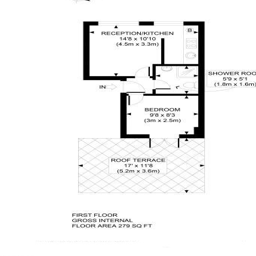 RECEPTION/KITCHEN
14'8 x 10'10
(4.5m x 3.3m)
B
SHOWER ROO
5'9 x 5'1
(1.8m x 1.6m)
IN
BEDROOM
9'8 x 8'3
(3m x 2.5m)
ROOF TERRACE
17' x 11'8
(5.2m x 3.6m)
FIRST FLOOR
GROSS INTERNAL
FLOOR AREA 279 SQ FT